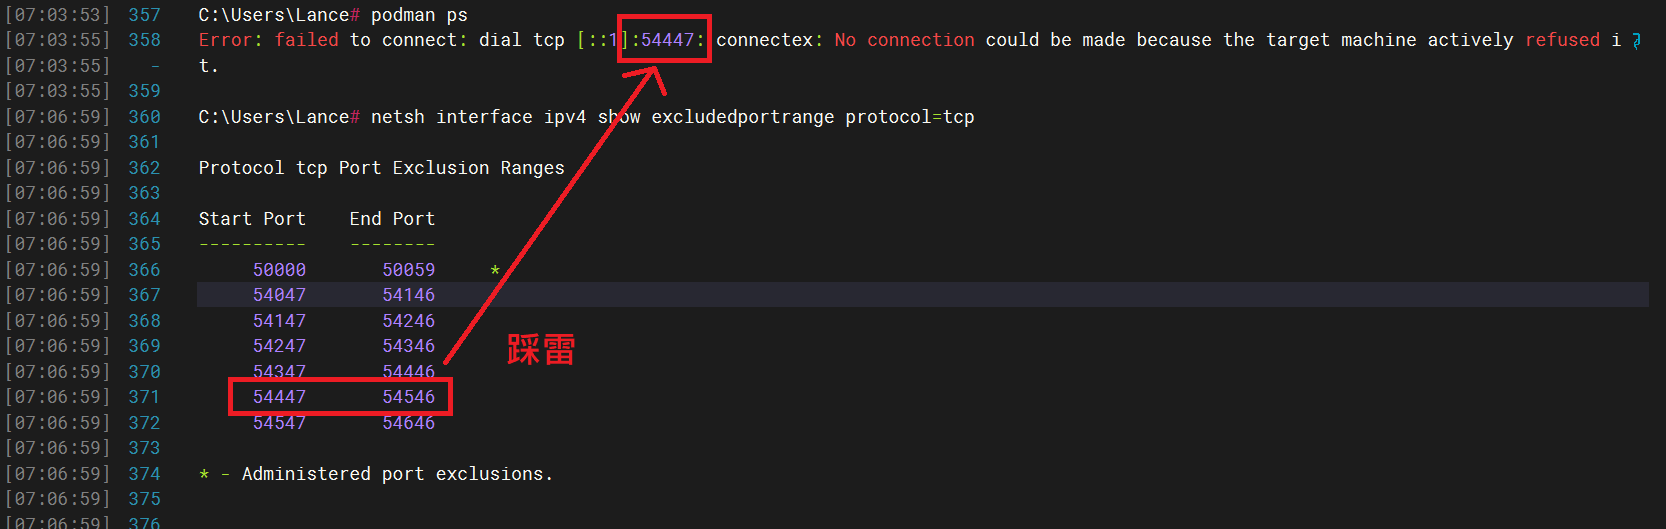 [07:03:53] 357 C:\Users\Lance# podman ps
[07:03:55] 358 Error: failed to connect: dial tcp [::1]:54447: connectex: No connection could be made because the target machine actively refused i
[07:03:55] - t.
[07:03:55] 359
[07:06:59] 360 C:\Users\Lance# netsh interface ipv4 show excludedportrange protocol=tcp
[07:06:59] 361
[07:06:59] 362 Protocol tcp Port Exclusion Ranges
[07:06:59] 363
[07:06:59] 364 Start Port End Port
[07:06:59] 365 ---------- --------
[07:06:59] 366 50000 50059 *
[07:06:59] 367 54047 54146
[07:06:59] 368 54147 54246
[07:06:59] 369 54247 54346
踩雷
[07:06:59] 370 54347 54446
[07:06:59] 371 54447 54546
[07:06:59] 372 54547 54646
[07:06:59] 373
[07:06:59] 374 * - Administered port exclusions.
[07:06:59] 375
[07:06:59] 376